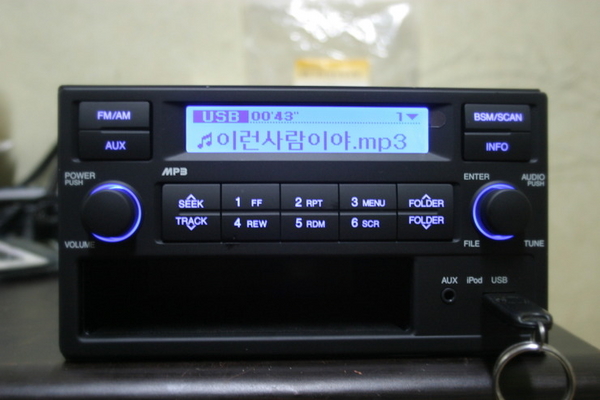 FM/AM
AUX
USB 00'43" 1
이런사람이야.mp3
BSM/SCAN
INFO
POWER
PUSH
VOLUME
MP3
SEEK
TRACK
1 FF
2 RPT
3 MENU
FOLDER
4 REW
5 RDM
6 SCR
FOLDER
ENTER
AUDIO
PUSH
FILE
TUNE
AUX iPod USB